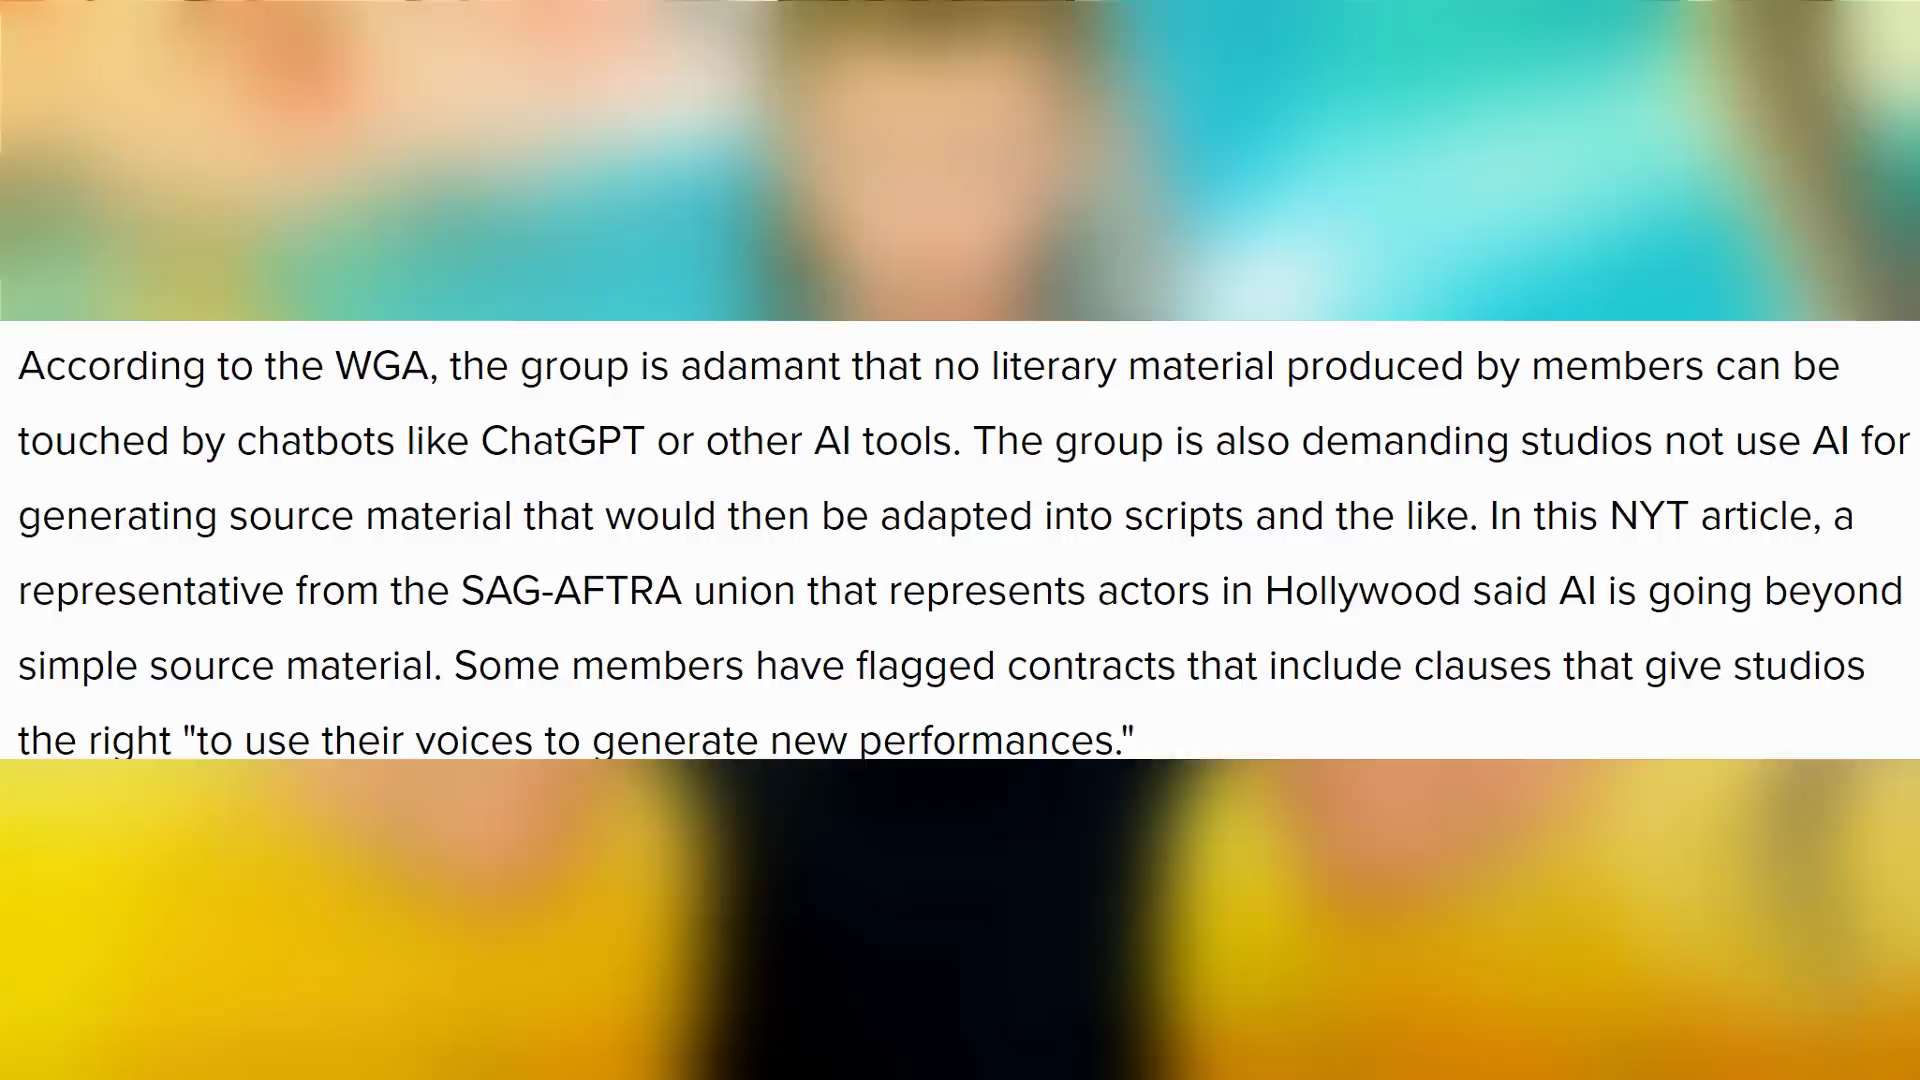 According to the WGA, the group is adamant that no literary material produced by members can be
touched by chatbots like ChatGPT or other AI tools. The group is also demanding studios not use AI for
generating source material that would then be adapted into scripts and the like. In this NYT article, a
representative from the SAG-AFTRA union that represents actors in Hollywood said AI is going beyond
simple source material. Some members have flagged contracts that include clauses that give studios
the right "to use their voices to generate new performances."